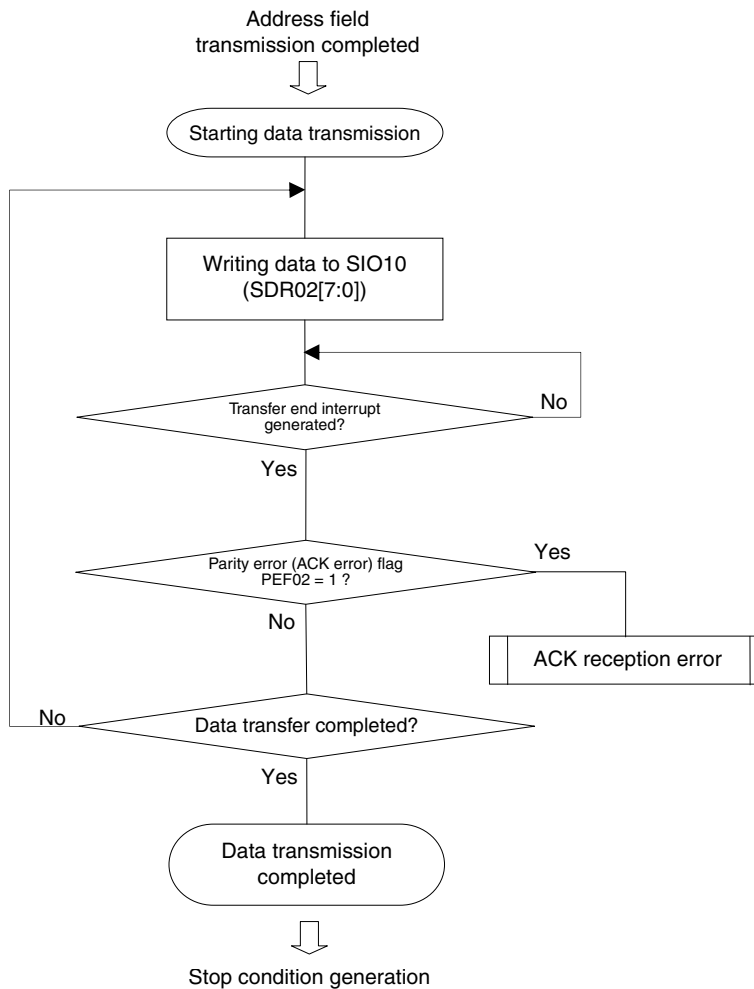 Address field
transmission completed
Starting data transmission
Writing data to SIO10
(SDR02[7:0])
Transfer end interrupt
generated?
No
Yes
Parity error (ACK error) flag
PEF02 = 1 ?
Yes
No
ACK reception error
Data transfer completed?
No
Yes
Data transmission
completed
Stop condition generation